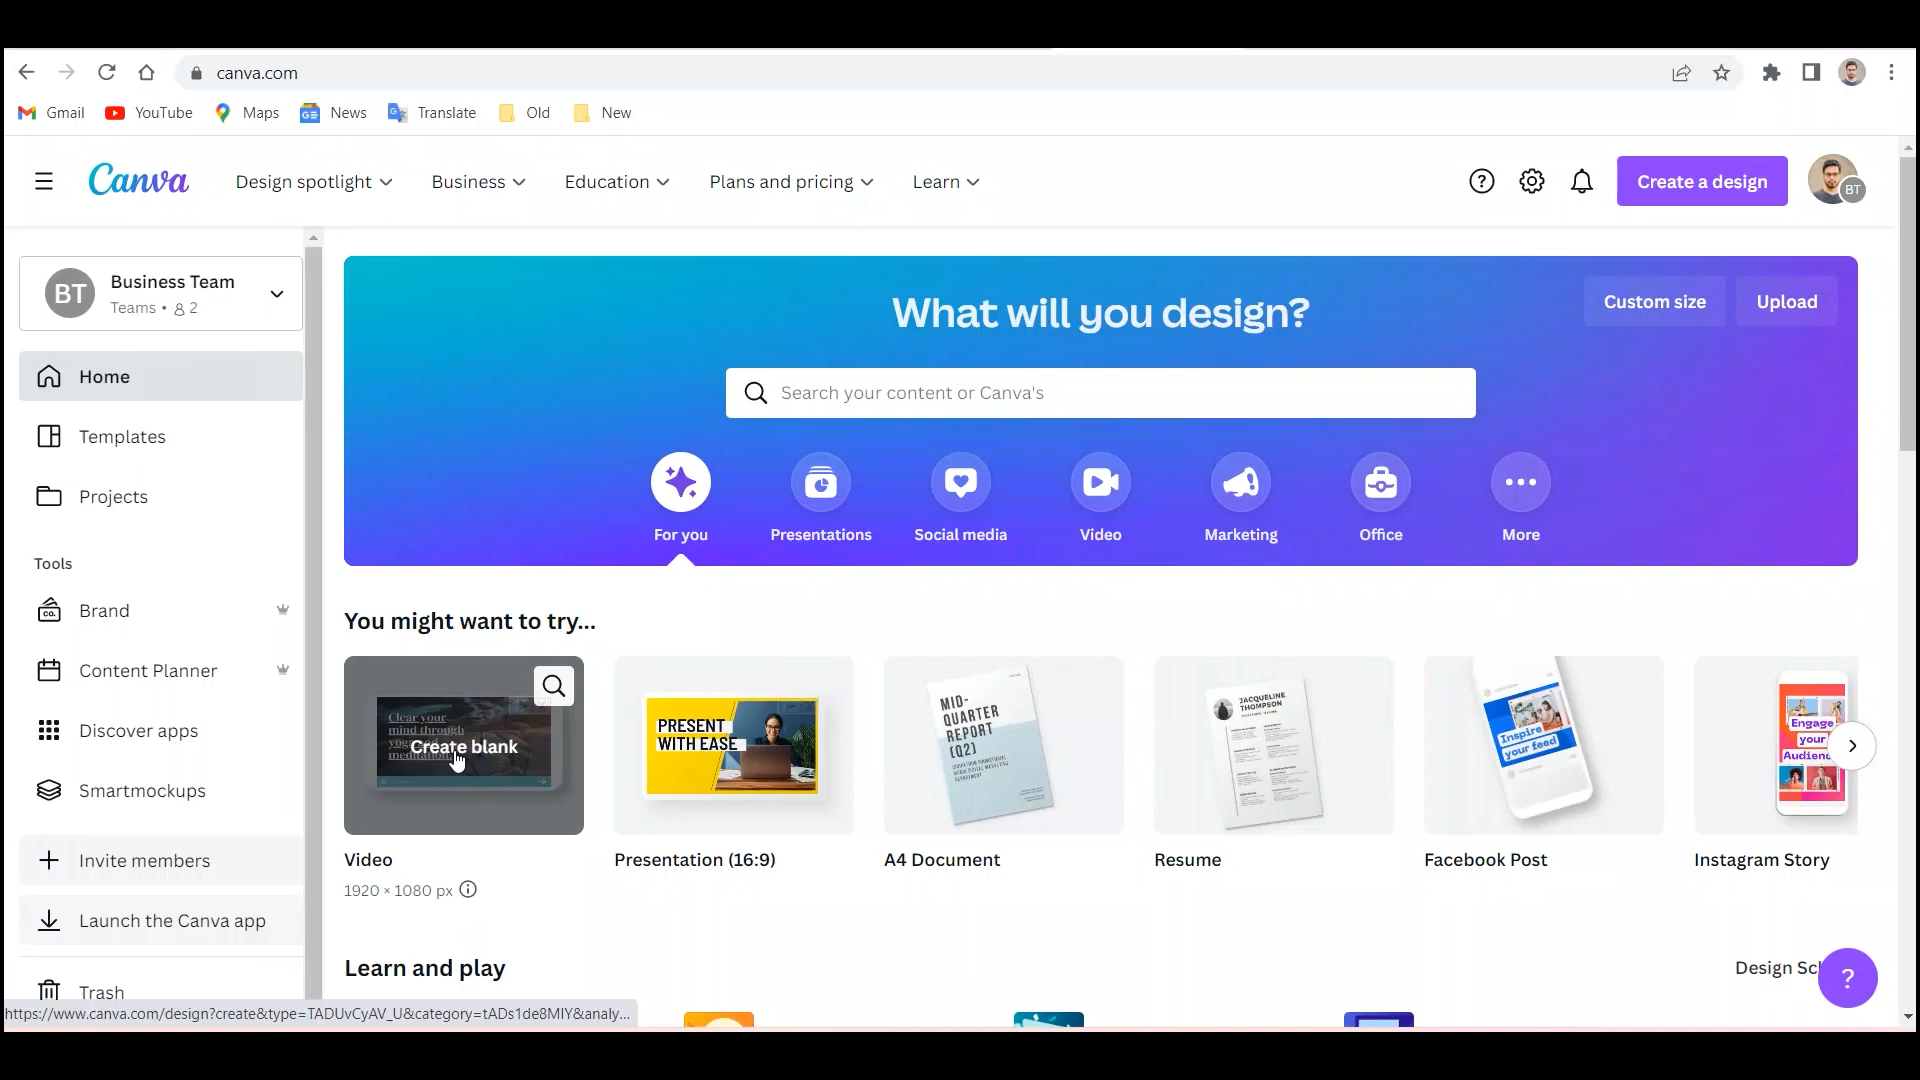 canva.com
Gmail YouTube Maps News Translate Old New
Canva Design spotlight Business Education Plans and pricing Learn Create a design BT
BT Business Team
Teams • 2
Home
Templates
Projects
Tools
CO. Brand
Content Planner
Discover apps
Smartmockups
Invite members
Launch the Canva app
Trash
What will you design?
Custom size Upload
Search your content or Canva's
For you Presentations Social media Video Marketing Office More
You might want to try...
Clear your
mind through
Create blank
PRESENT
WITH EASE
MID-
QUARTER
REPORT
(Q2)
JACQUELINE
THOMPSON
Inspire
your feed
Engage
your
Audience
Video Presentation (16:9) A4 Document Resume Facebook Post Instagram Story
1920 × 1080 px
Learn and play
Design Sc
?
https://www.canva.com/design?create&type=TADUvCyAV_U&category=tADs1de8MIY&analy...